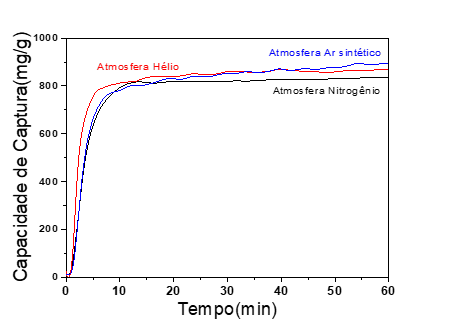 Capacidade de Captura(mg/g)
1000
800
600
400
200
0
Atmosfera Ar sintético
Atmosfera Hélio
Atmosfera Nitrogênio
0 10 20 30 40 50 60
Tempo(min)